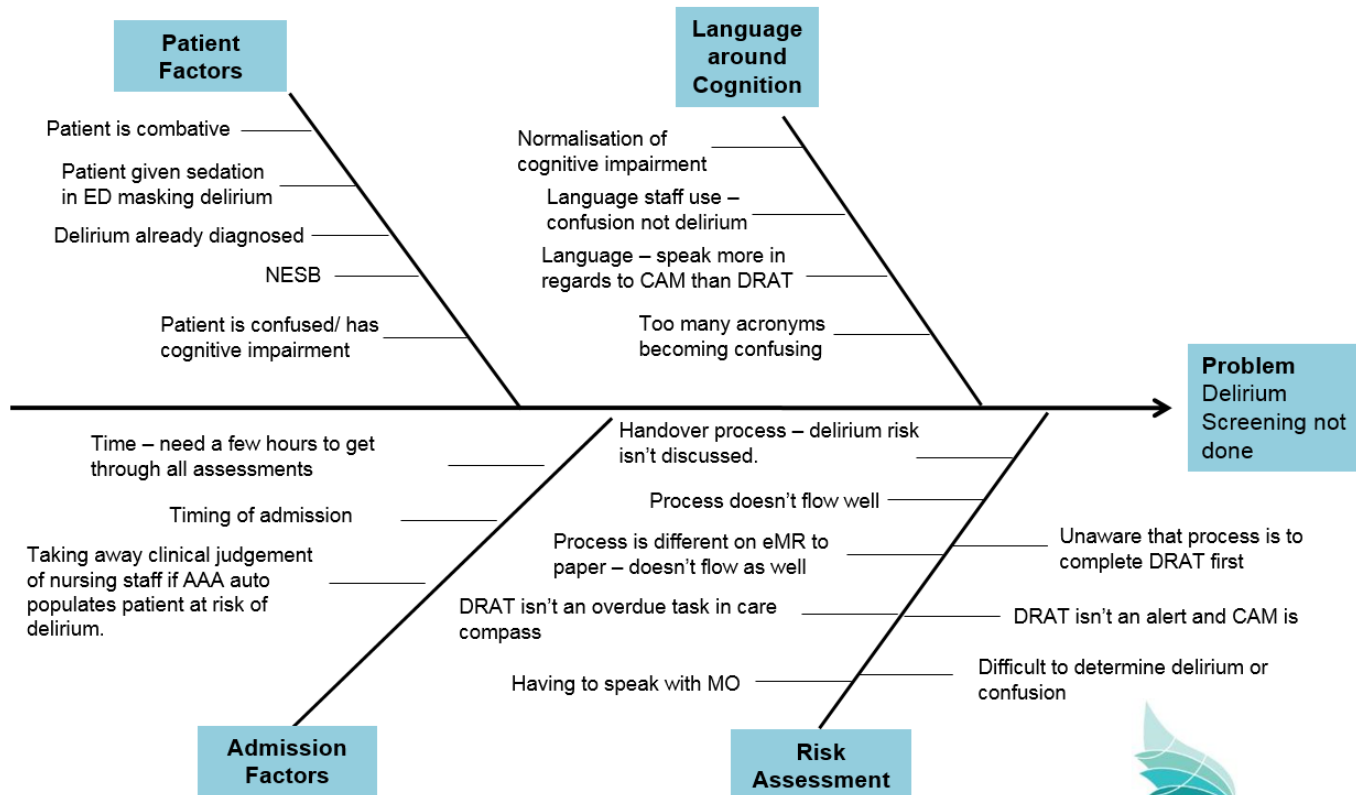 Patient
Factors
Patient is combative
Patient given sedation
in ED masking delirium
Delirium already diagnosed
NESB
Patient is confused/ has
cognitive impairment
Language
around
Cognition
Normalisation of
cognitive impairment
Language staff use –
confusion not delirium
Language – speak more in
regards to CAM than DRAT
Too many acronyms
becoming confusing
Problem
Delirium
Screening not
done
Time – need a few hours to get
through all assessments
Timing of admission
Taking away clinical judgement
of nursing staff if AAA auto
populates patient at risk of
delirium.
Admission
Factors
Handover process – delirium risk
isn’t discussed.
Process doesn’t flow well
Process is different on eMR to
paper – doesn’t flow as well
DRAT isn’t an overdue task in care
compass
Having to speak with MO
Unaware that process is to
complete DRAT first
DRAT isn’t an alert and CAM is
Difficult to determine delirium or
confusion
Risk
Assessment